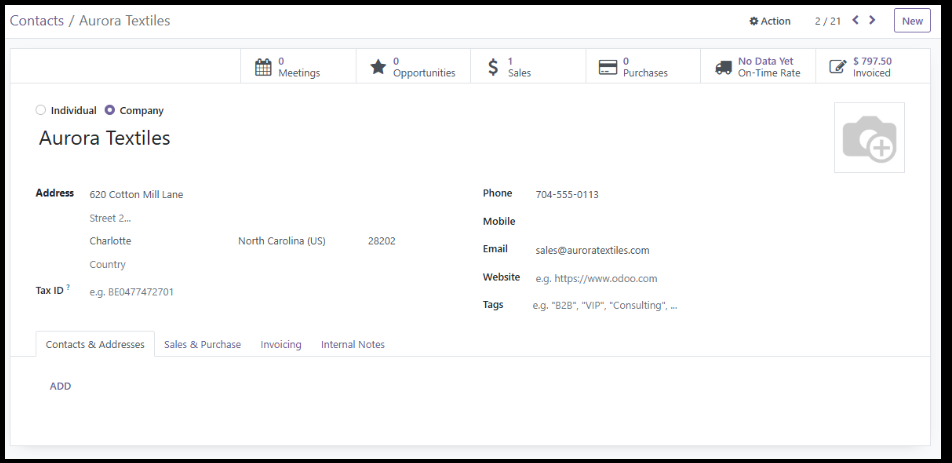 Contacts / Aurora Textiles
Action 2 / 21 New
0 Meetings
0 Opportunities
1 Sales
0 Purchases
No Data Yet On-Time Rate
$ 797.50 Invoiced
Individual Company
Aurora Textiles
Address 620 Cotton Mill Lane
Street 2...
Charlotte North Carolina (US) 28202
Country
Tax ID ? e.g. BE0477472701
Phone 704-555-0113
Mobile
Email sales@auroratextiles.com
Website e.g. https://www.odoo.com
Tags e.g. "B2B", "VIP", "Consulting", ...
Contacts & Addresses Sales & Purchase Invoicing Internal Notes
ADD